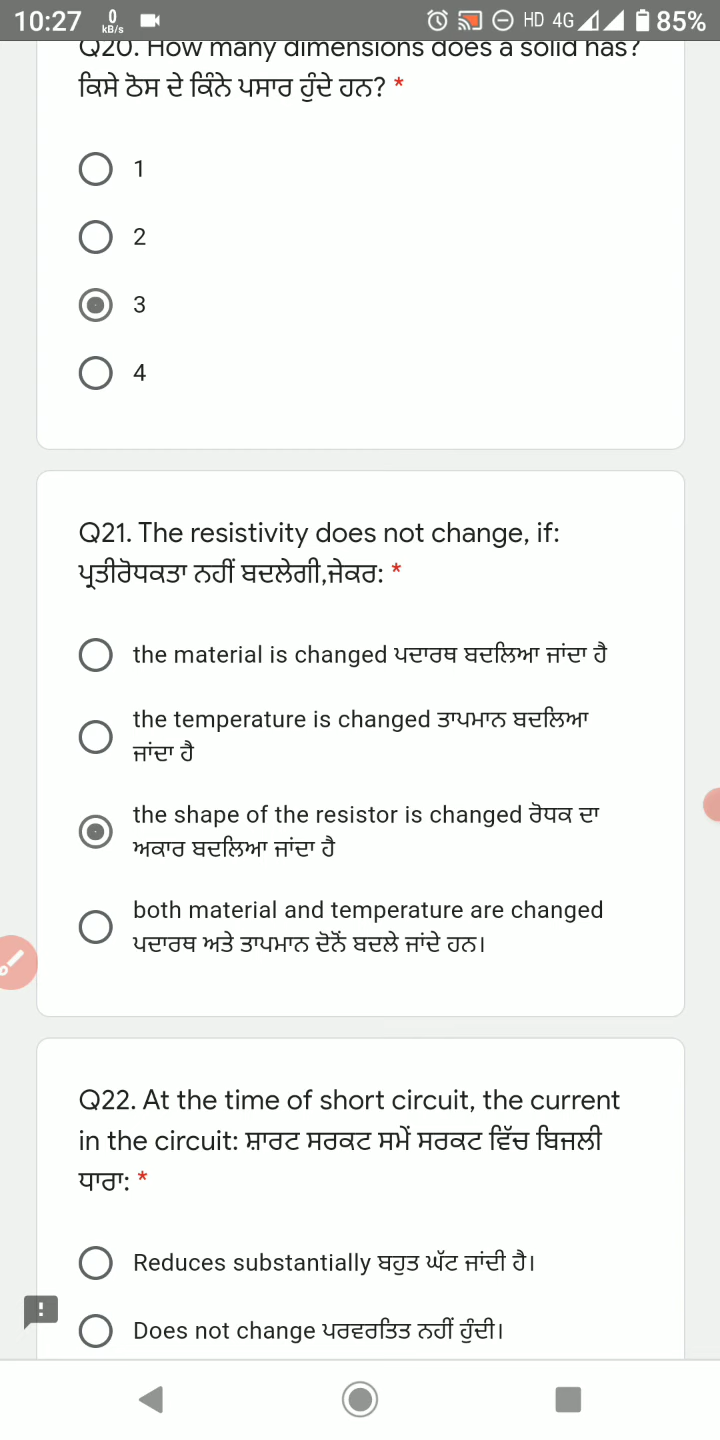 10:27 0 kB/s HD 4G 85%
Q20. How many dimensions does a solid has?
ਕਿਸੇ ਠੋਸ ਦੇ ਕਿੰਨੇ ਪਸਾਰ ਹੁੰਦੇ ਹਨ? *
1
2
3
4
Q21. The resistivity does not change, if:
ਪ੍ਰਤੀਰੋਧਕਤਾ ਨਹੀਂ ਬਦਲੇਗੀ,ਜੇਕਰ: *
the material is changed ਪਦਾਰਥ ਬਦਲਿਆ ਜਾਂਦਾ ਹੈ
the temperature is changed ਤਾਪਮਾਨ ਬਦਲਿਆ
ਜਾਂਦਾ ਹੈ
the shape of the resistor is changed ਰੋਧਕ ਦਾ
ਅਕਾਰ ਬਦਲਿਆ ਜਾਂਦਾ ਹੈ
both material and temperature are changed
ਪਦਾਰਥ ਅਤੇ ਤਾਪਮਾਨ ਦੋਨੋਂ ਬਦਲੇ ਜਾਂਦੇ ਹਨ।
Q22. At the time of short circuit, the current
in the circuit: ਸ਼ਾਰਟ ਸਰਕਟ ਸਮੇਂ ਸਰਕਟ ਵਿੱਚ ਬਿਜਲੀ
ਧਾਰਾ: *
Reduces substantially ਬਹੁਤ ਘੱਟ ਜਾਂਦੀ ਹੈ।
Does not change ਪਰਵਰਤਿਤ ਨਹੀਂ ਹੁੰਦੀ।